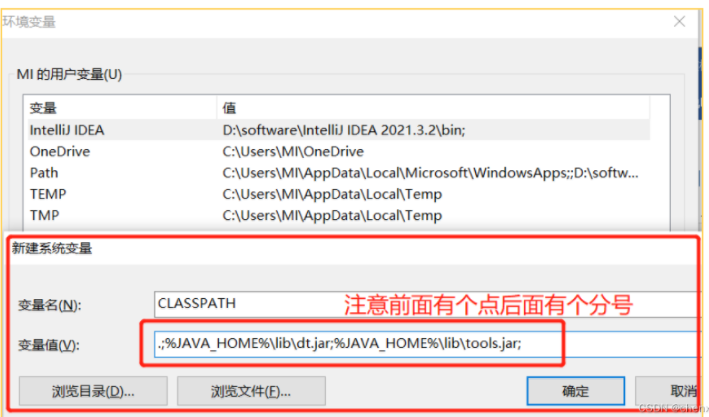 环境变量
MI 的用户变量(U)
变量 值
IntelliJ IDEA D:\software\IntelliJ IDEA 2021.3.2\bin;
OneDrive C:\Users\MI\OneDrive
Path C:\Users\MI\AppData\Local\Microsoft\WindowsApps;;D:\softw...
TEMP C:\Users\MI\AppData\Local\Temp
TMP C:\Users\MI\AppData\Local\Temp
新建系统变量
变量名(N): CLASSPATH 注意前面有个点后面有个分号
变量值(V): .;%JAVA_HOME%\lib\dt.jar;%JAVA_HOME%\lib\tools.jar;
浏览目录(D)... 浏览文件(F)... 确定 取消